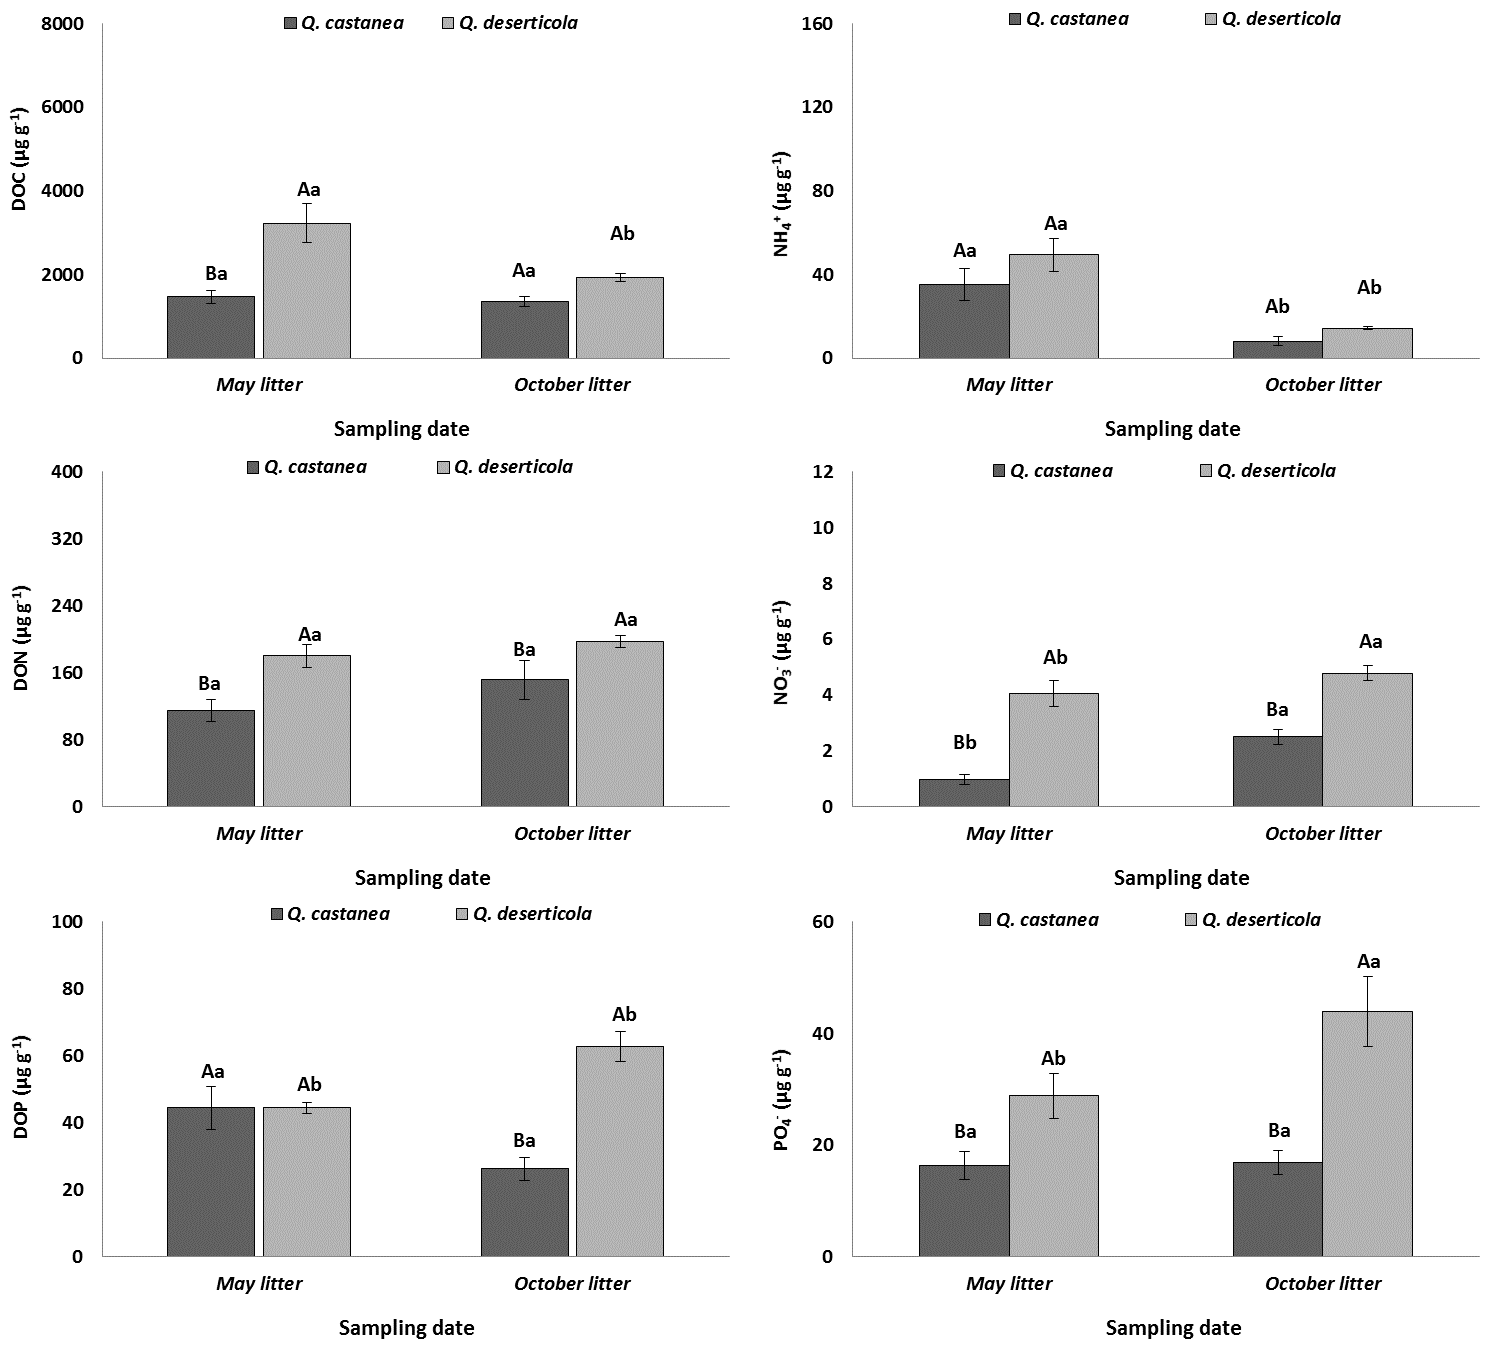 Q. castanea Q. deserticola
8000
6000
4000
2000
0
DOC (µg g-1)
Ba Aa Aa Ab
May litter October litter
Sampling date
Q. castanea Q. deserticola
160
120
80
40
0
NH4+ (µg g-1)
Aa Aa Ab Ab
May litter October litter
Sampling date
Q. castanea Q. deserticola
400
320
240
160
80
0
DON (µg g-1)
Ba Aa Ba Aa
May litter October litter
Sampling date
Q. castanea Q. deserticola
12
10
8
6
4
2
0
NO3- (µg g-1)
Bb Ab Ba Aa
May litter October litter
Sampling date
Q. castanea Q. deserticola
100
80
60
40
20
0
DOP (µg g-1)
Aa Ab Ba Ab
May litter October litter
Sampling date
Q. castanea Q. deserticola
60
40
20
0
PO4- (µg g-1)
Ba Ab Ba Aa
May litter October litter
Sampling date